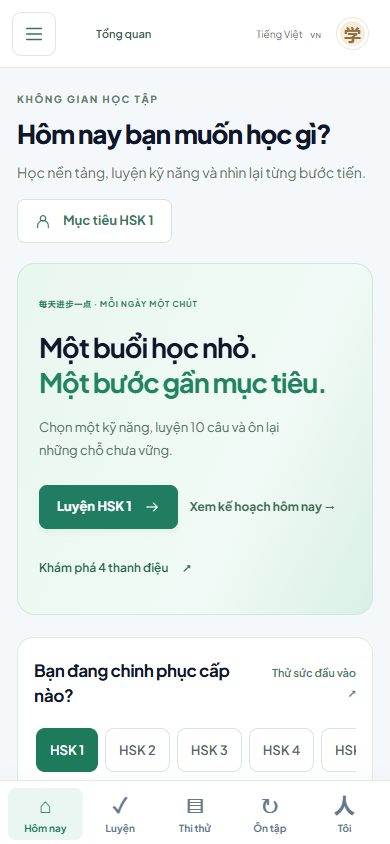 Tổng quan
Tiếng Việt VN
学
KHÔNG GIAN HỌC TẬP
Hôm nay bạn muốn học gì?
Học nền tảng, luyện kỹ năng và nhìn lại từng bước tiến.
Mục tiêu HSK 1
每天进步一点 · MỖI NGÀY MỘT CHÚT
Một buổi học nhỏ.
Một bước gần mục tiêu.
Chọn một kỹ năng, luyện 10 câu và ôn lại
những chỗ chưa vững.
Luyện HSK 1 →
Xem kế hoạch hôm nay →
Khám phá 4 thanh điệu ↗
Bạn đang chinh phục cấp
nào?
Thử sức đầu vào
↗
HSK 1
HSK 2
HSK 3
HSK 4
HSK
Hôm nay
Luyện
Thi thử
Ôn tập
人
Tôi